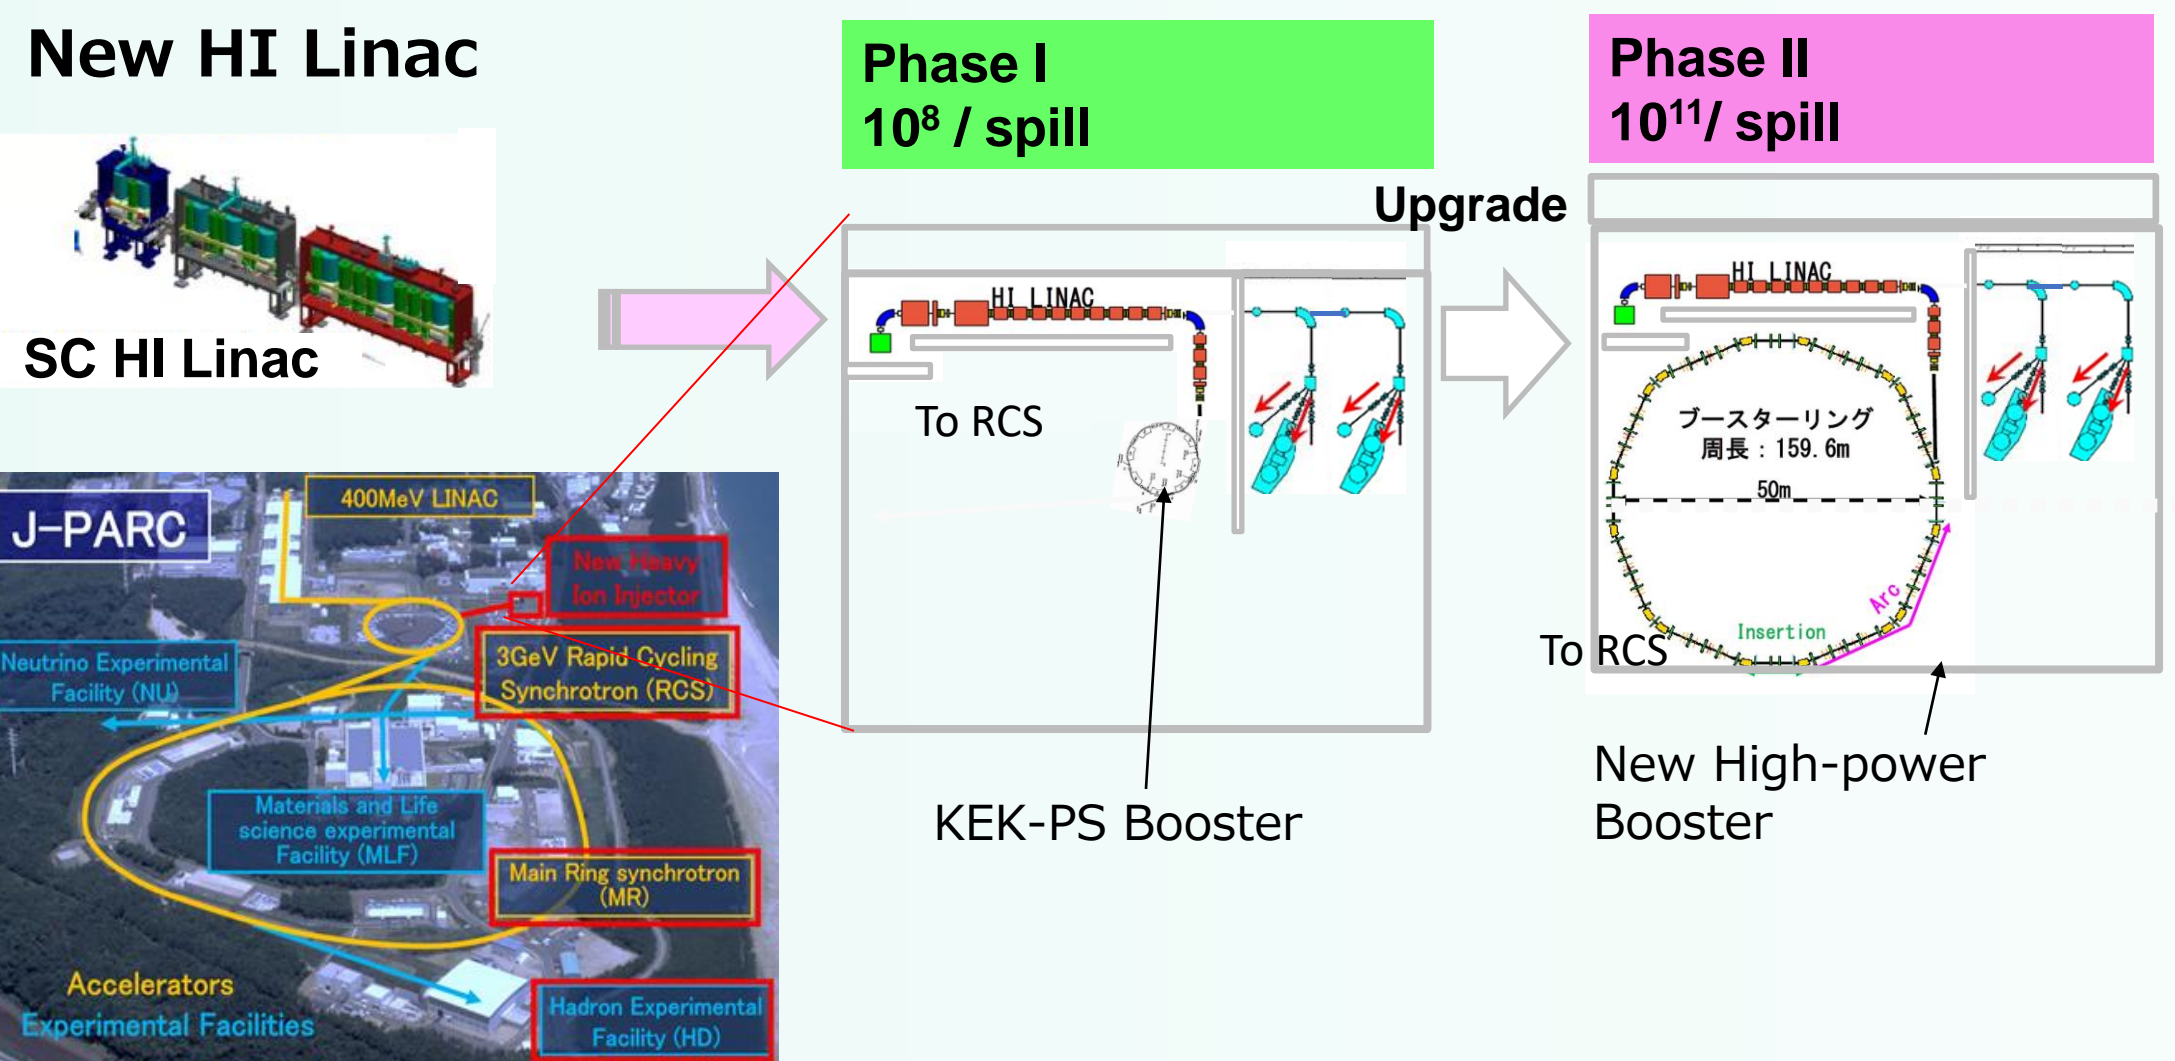 New HI Linac
SC HI Linac
Phase I
10⁸ / spill
Upgrade
Phase II
10¹¹/ spill
HI LINAC
To RCS
KEK-PS Booster
HI LINAC
ブースターリング
周長：159.6m
50m
Arc
Insertion
To RCS
New High-power
Booster
J-PARC
400MeV LINAC
New Heavy
Ion Injector
3GeV Rapid Cycling
Synchrotron (RCS)
Neutrino Experimental
Facility (NU)
Materials and Life
science experimental
Facility (MLF)
Main Ring synchrotron
(MR)
Hadron Experimental
Facility (HD)
Accelerators
Experimental Facilities